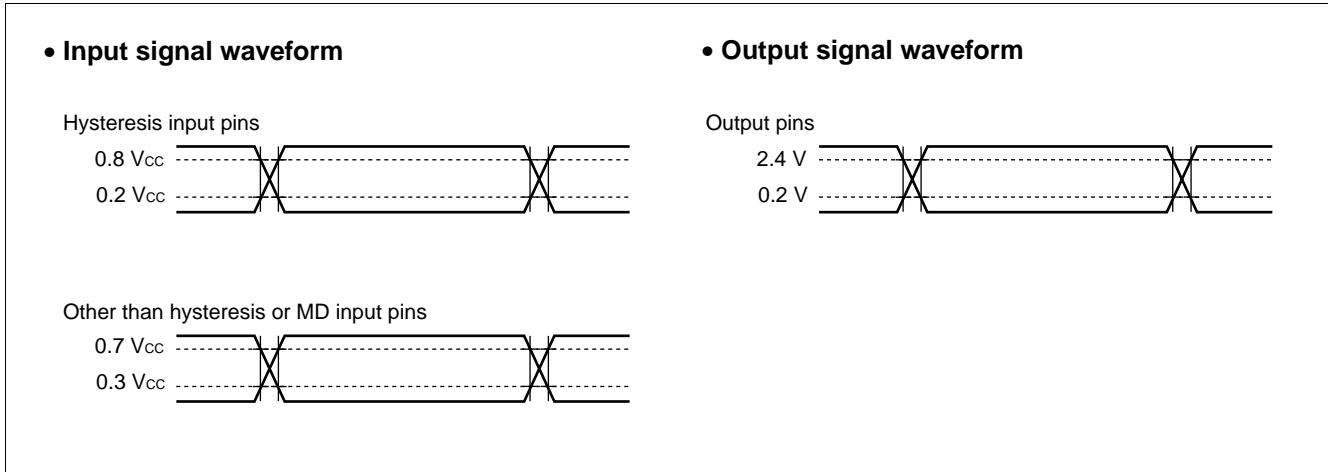 • Input signal waveform
Hysteresis input pins
0.8 Vcc
0.2 Vcc
Other than hysteresis or MD input pins
0.7 Vcc
0.3 Vcc
• Output signal waveform
Output pins
2.4 V
0.2 V